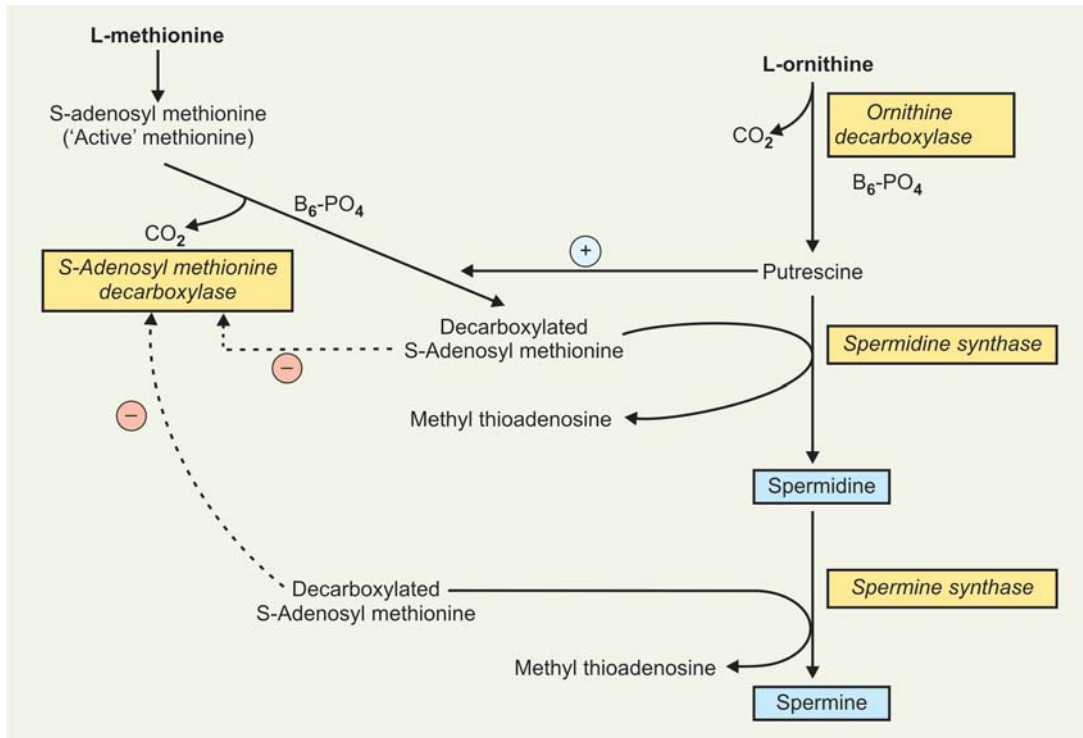 L-methionine
S-adenosyl methionine
('Active' methionine)
B6-PO4
CO2
S-Adenosyl methionine
decarboxylase
L-ornithine
CO2
Ornithine
decarboxylase
B6-PO4
+
Putrescine
Decarboxylated
S-Adenosyl methionine
−
Spermidine synthase
Methyl thioadenosine
−
Spermidine
Decarboxylated
S-Adenosyl methionine
Spermine synthase
Methyl thioadenosine
Spermine